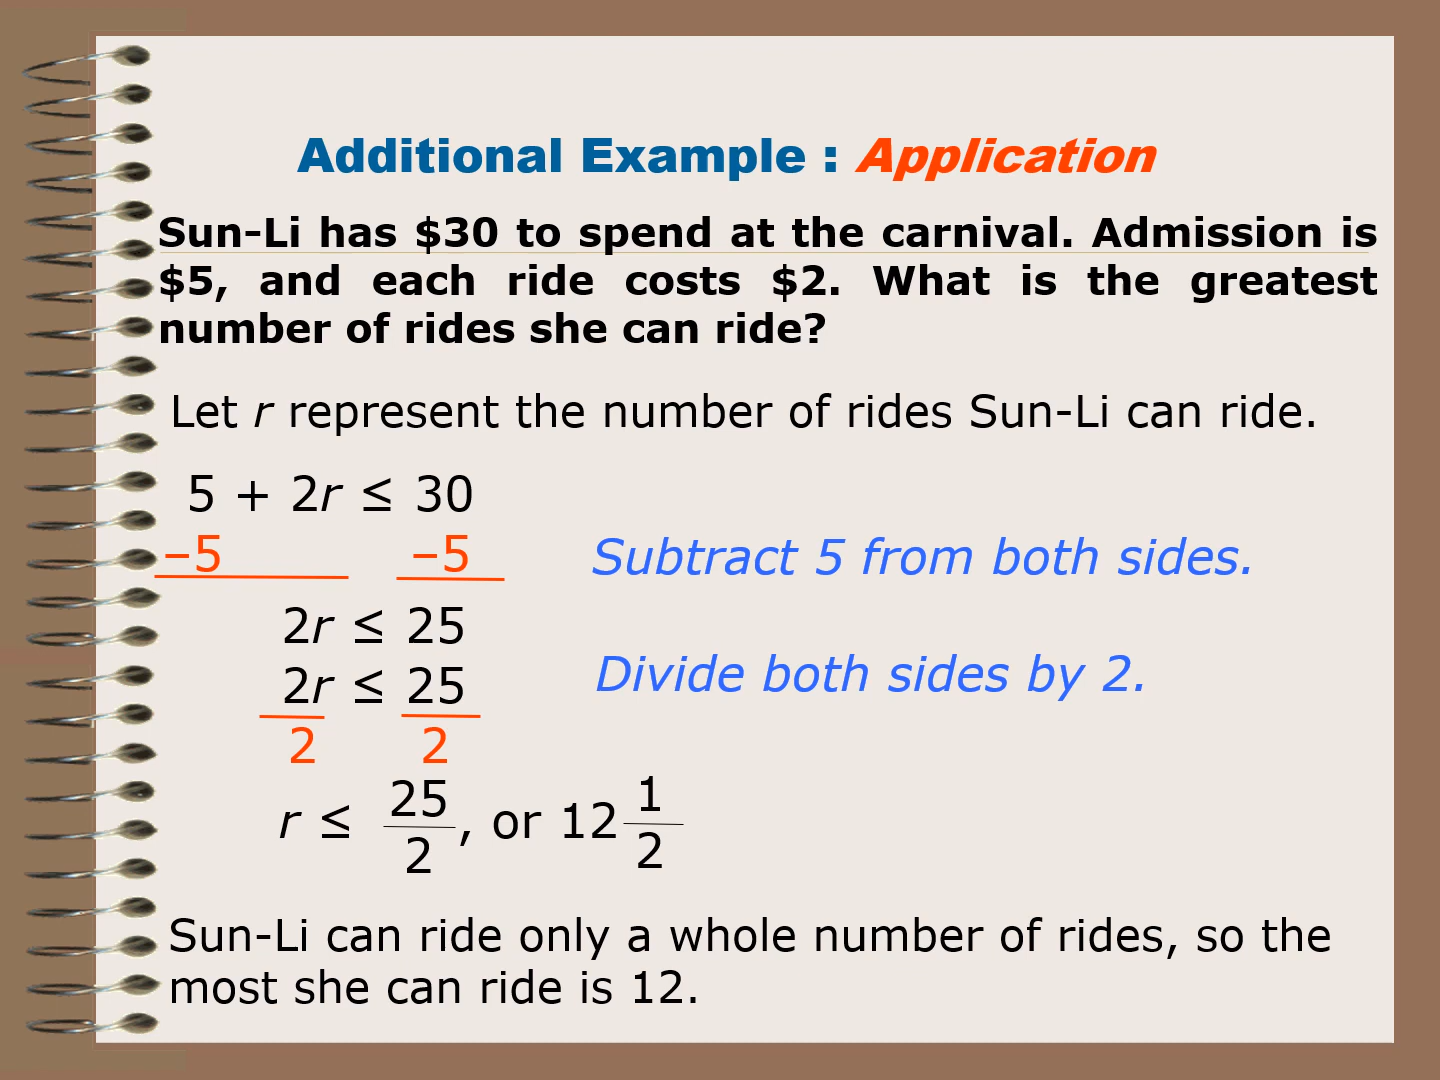 Additional Example : Application
Sun-Li has $30 to spend at the carnival. Admission is
$5, and each ride costs $2. What is the greatest
number of rides she can ride?
Let r represent the number of rides Sun-Li can ride.
5 + 2r ≤ 30
–5 –5 Subtract 5 from both sides.
2r ≤ 25
2r ≤ 25 Divide both sides by 2.
2 2
r ≤ 25/2, or 12 1/2
Sun-Li can ride only a whole number of rides, so the
most she can ride is 12.